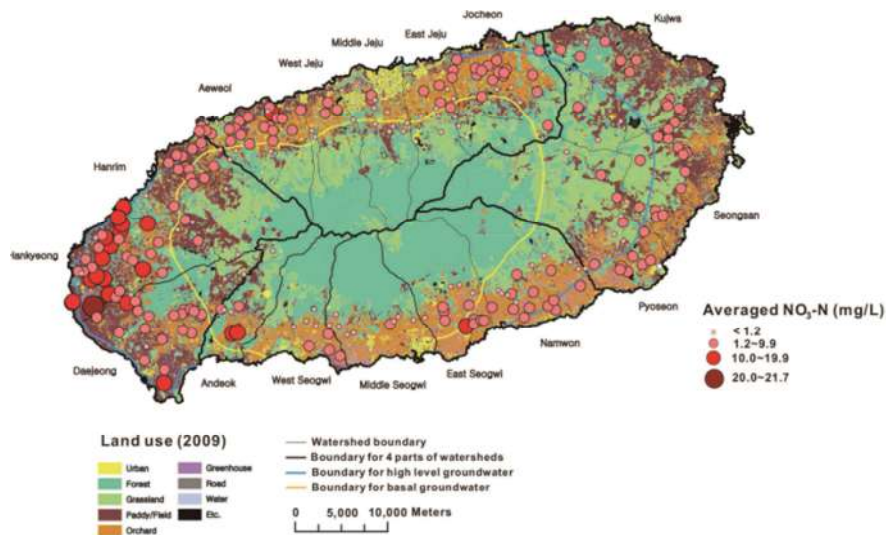 Jocheon
Kujwa
East Jeju
Middle Jeju
West Jeju
Aeweol
Hanrim
Hankyeong
Seongsan
Pyoseon
Namwon
East Seogwi
Middle Seogwi
West Seogwi
Andeok
Daejeong
Averaged NO3-N (mg/L)
< 1.2
1.2~9.9
10.0~19.9
20.0~21.7
Land use (2009)
Urban
Forest
Grassland
Paddy/Field
Orchard
Greenhouse
Road
Water
Etc.
Watershed boundary
Boundary for 4 parts of watersheds
Boundary for high level groundwater
Boundary for basal groundwater
0 5,000 10,000 Meters